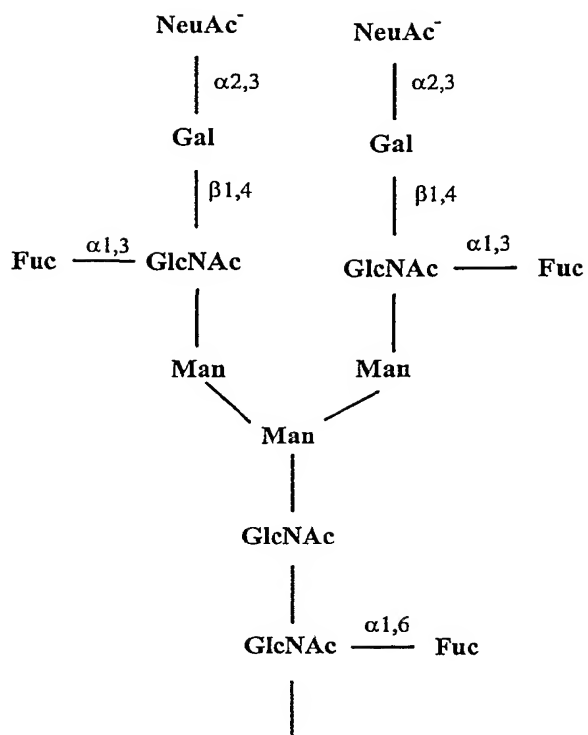 NeuAc⁻ NeuAc⁻
α2,3 α2,3
Gal Gal
β1,4 β1,4
Fuc α1,3 GlcNAc GlcNAc α1,3 Fuc
Man Man
Man
GlcNAc
GlcNAc α1,6 Fuc